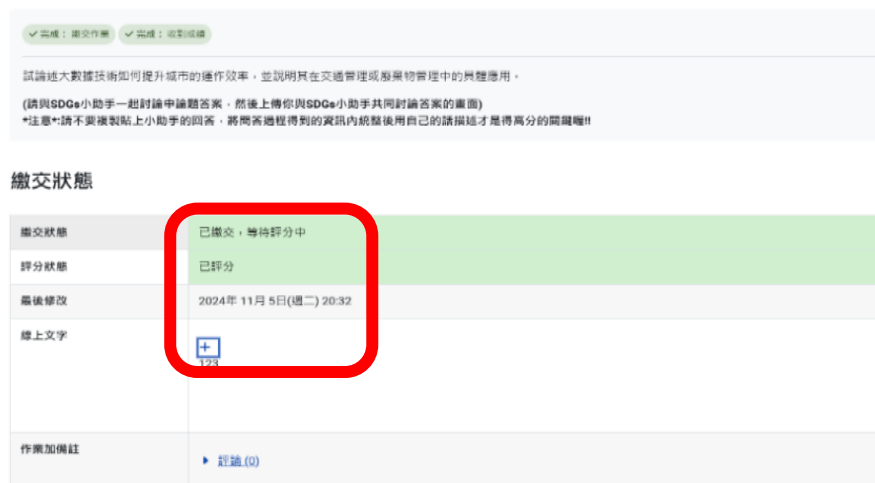 ✓ 完成： 繳交作業 ✓ 完成： 收到成績
試論述大數據技術如何提升城市的運作效率，並說明其在交通管理或廢棄物管理中的具體應用。
(請與SDGs小助手一起討論申論題答案，然後上傳你與SDGs小助手共同討論答案的畫面)
*注意*:請不要複製貼上小助手的回答，將問答過程得到的資訊內統整後用自己的話描述才是得高分的關鍵喔!!
繳交狀態
繳交狀態 已繳交，等待評分中
評分狀態 已評分
最後修改 2024年 11月 5日(週二) 20:32
線上文字
+
123
作業加備註 評論 (0)